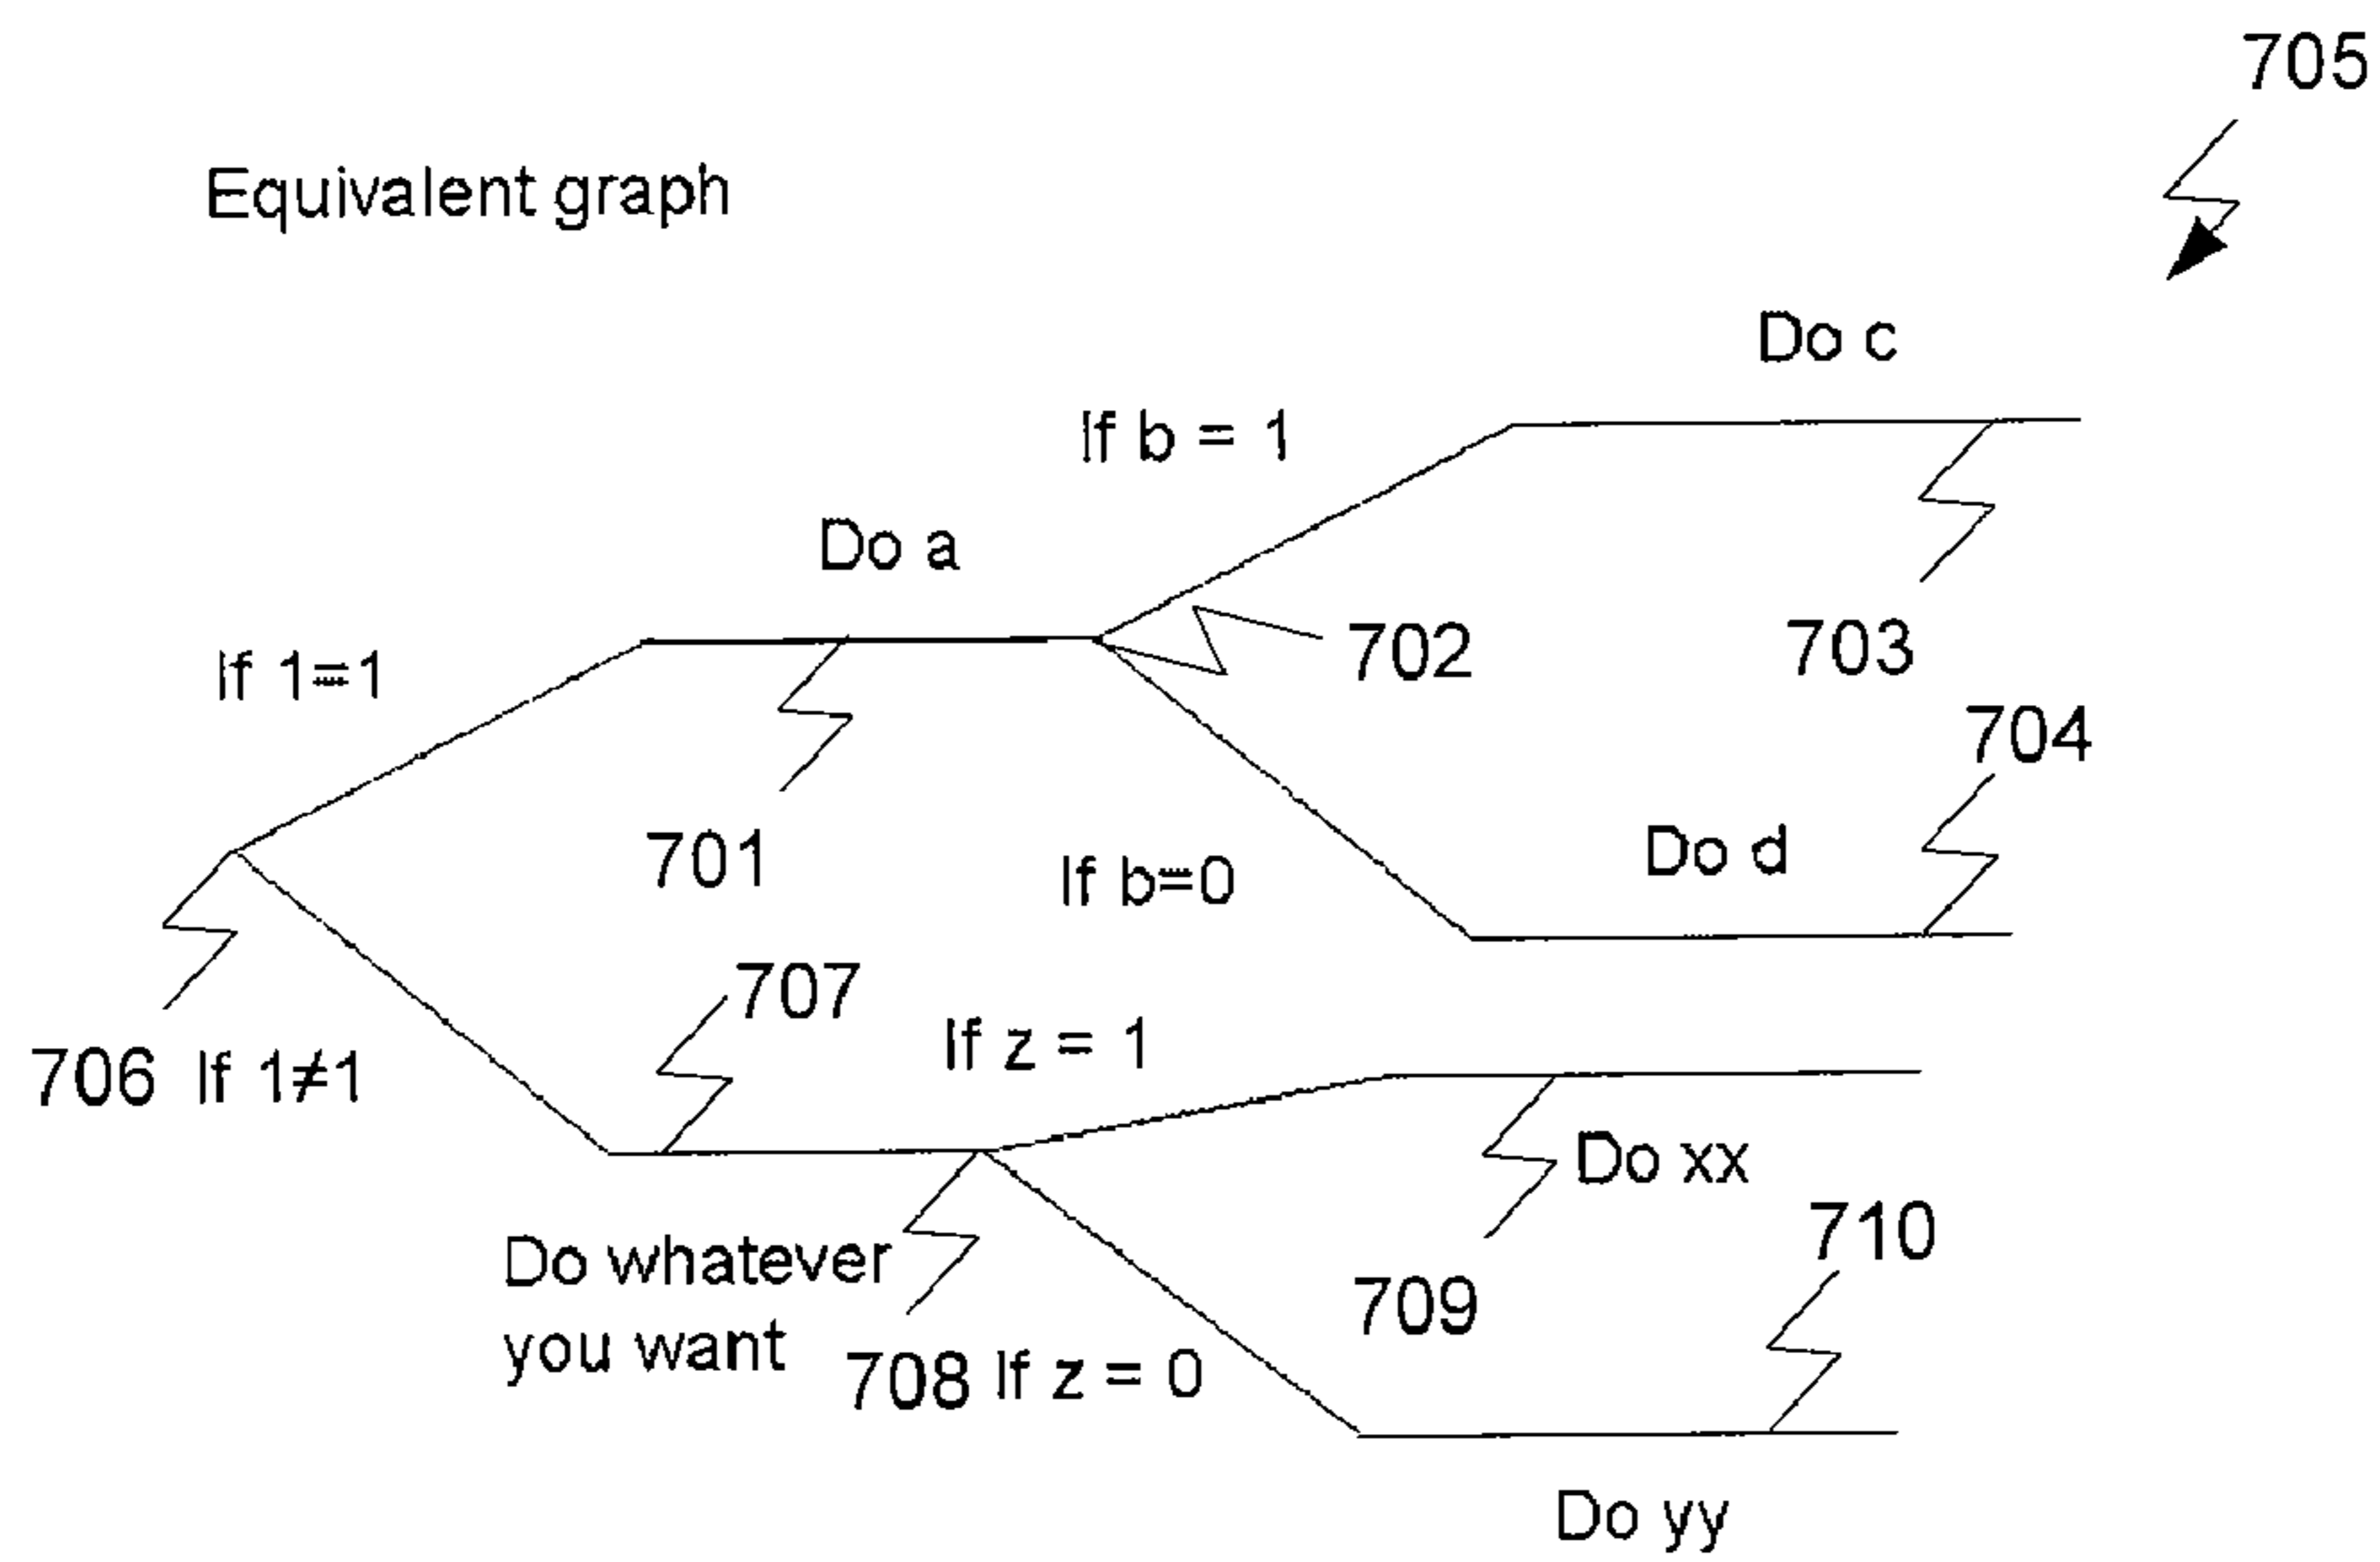 705
Equivalent graph
Do c
If b = 1
Do a
702
703
If 1=1
704
701
Do d
If b=0
707
If z = 1
706 If 1≠1
Do xx
710
Do whatever
you want
709
708 If z = 0
Do yy